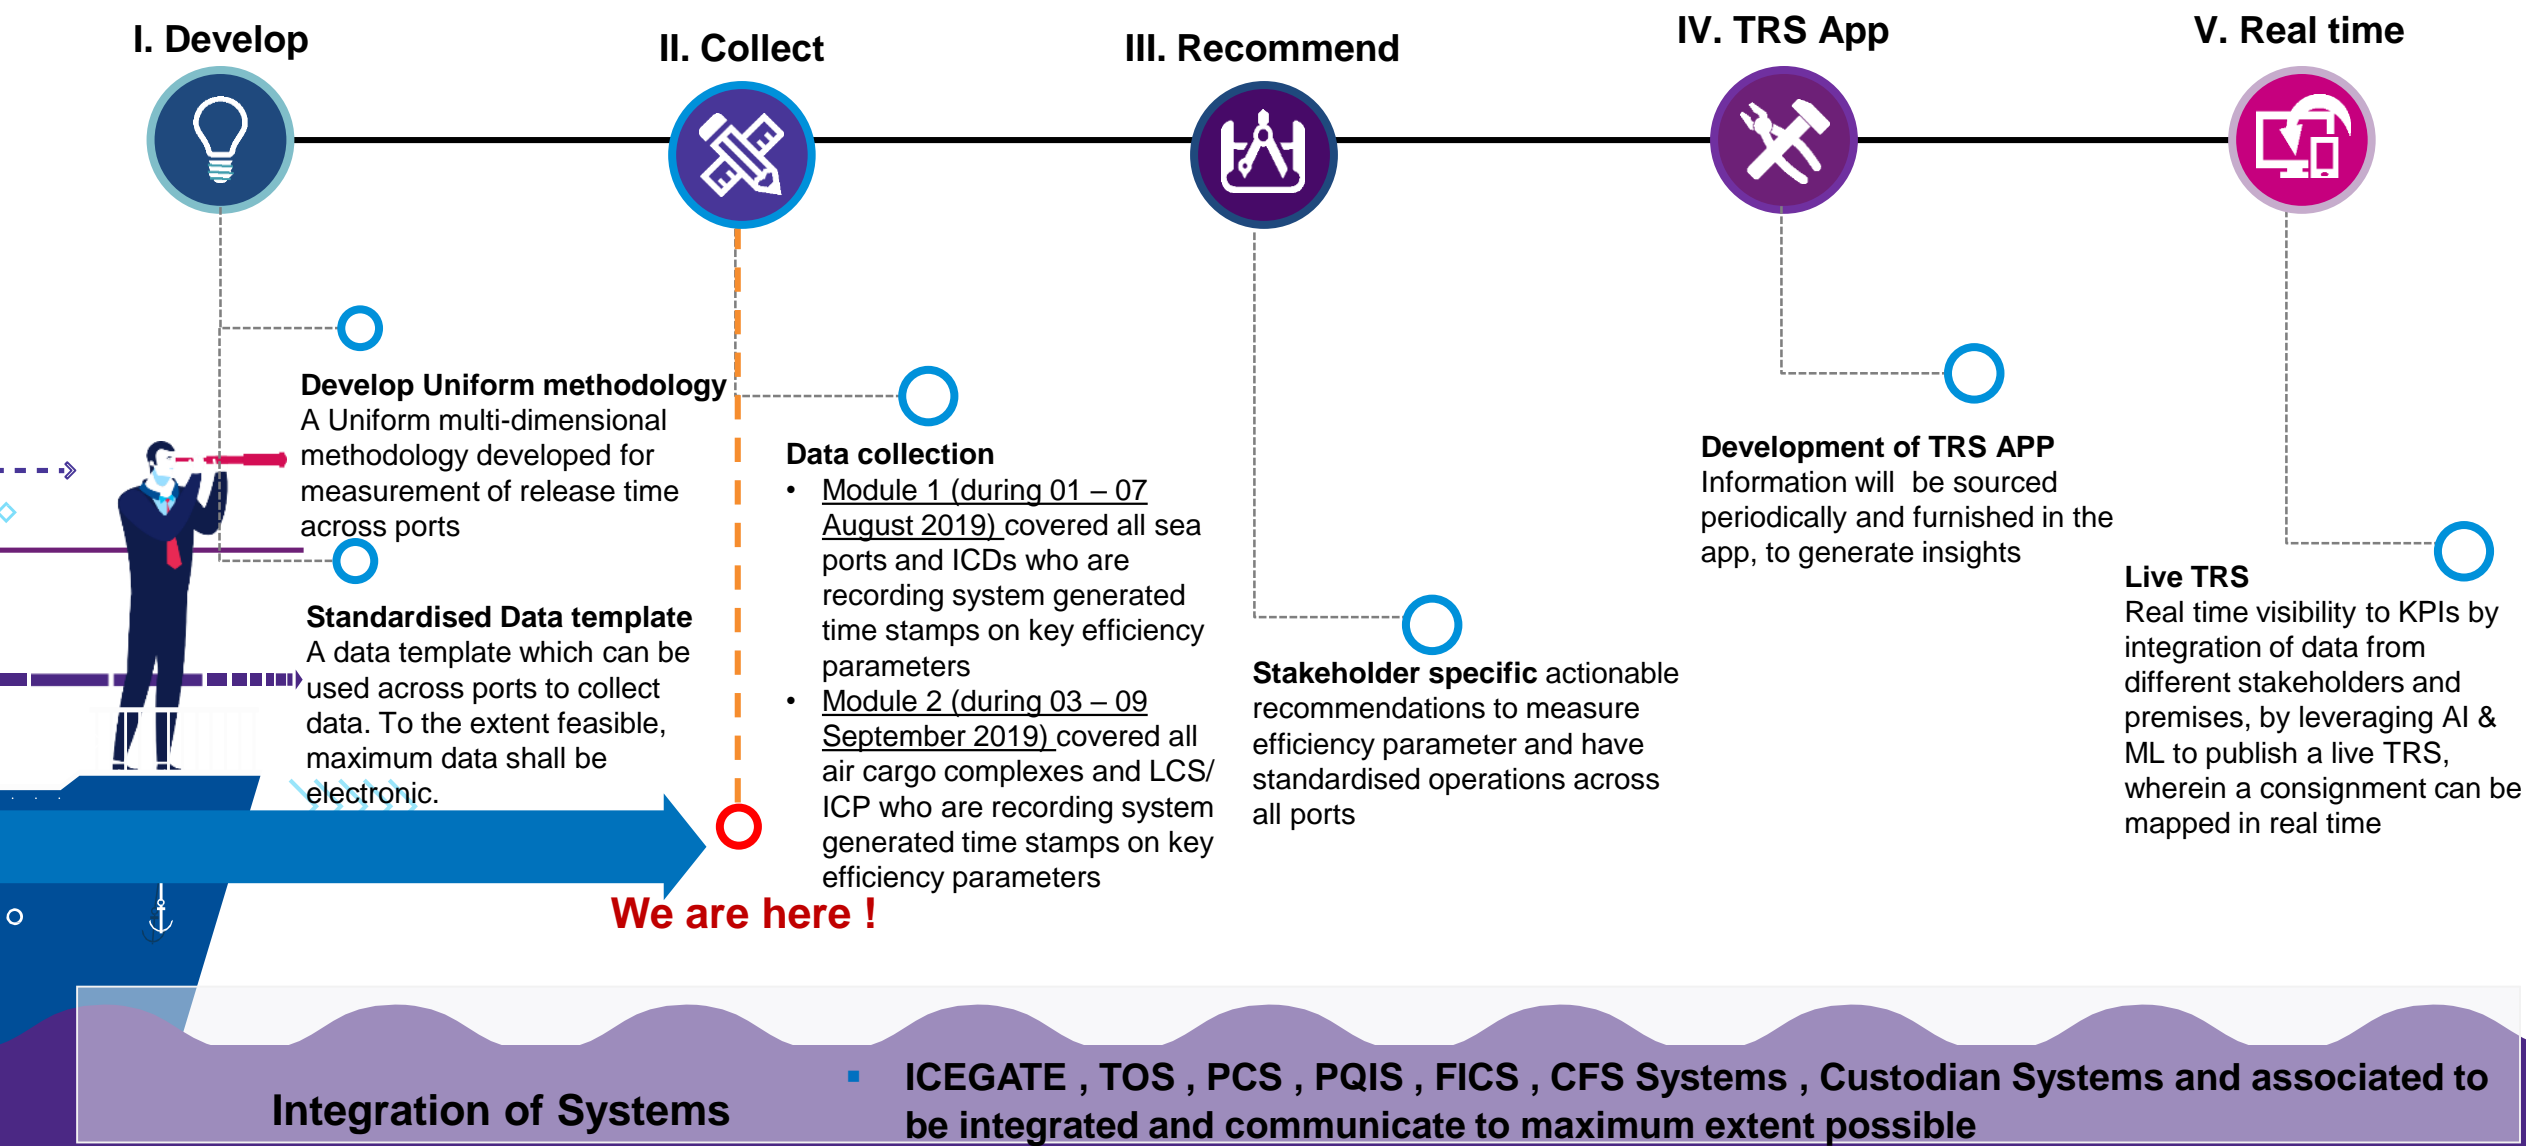 I. Develop
II. Collect
III. Recommend
IV. TRS App
V. Real time
Develop Uniform methodology
A Uniform multi-dimensional
methodology developed for
measurement of release time
across ports
Standardised Data template
A data template which can be
used across ports to collect
data. To the extent feasible,
maximum data shall be
electronic.
Data collection
• Module 1 (during 01 – 07
August 2019) covered all sea
ports and ICDs who are
recording system generated
time stamps on key efficiency
parameters
• Module 2 (during 03 – 09
September 2019) covered all
air cargo complexes and LCS/
ICP who are recording system
generated time stamps on key
efficiency parameters
Stakeholder specific actionable
recommendations to measure
efficiency parameter and have
standardised operations across
all ports
Development of TRS APP
Information will be sourced
periodically and furnished in the
app, to generate insights
Live TRS
Real time visibility to KPIs by
integration of data from
different stakeholders and
premises, by leveraging AI &
ML to publish a live TRS,
wherein a consignment can be
mapped in real time
We are here !
Integration of Systems
▪ ICEGATE , TOS , PCS , PQIS , FICS , CFS Systems , Custodian Systems and associated to
be integrated and communicate to maximum extent possible